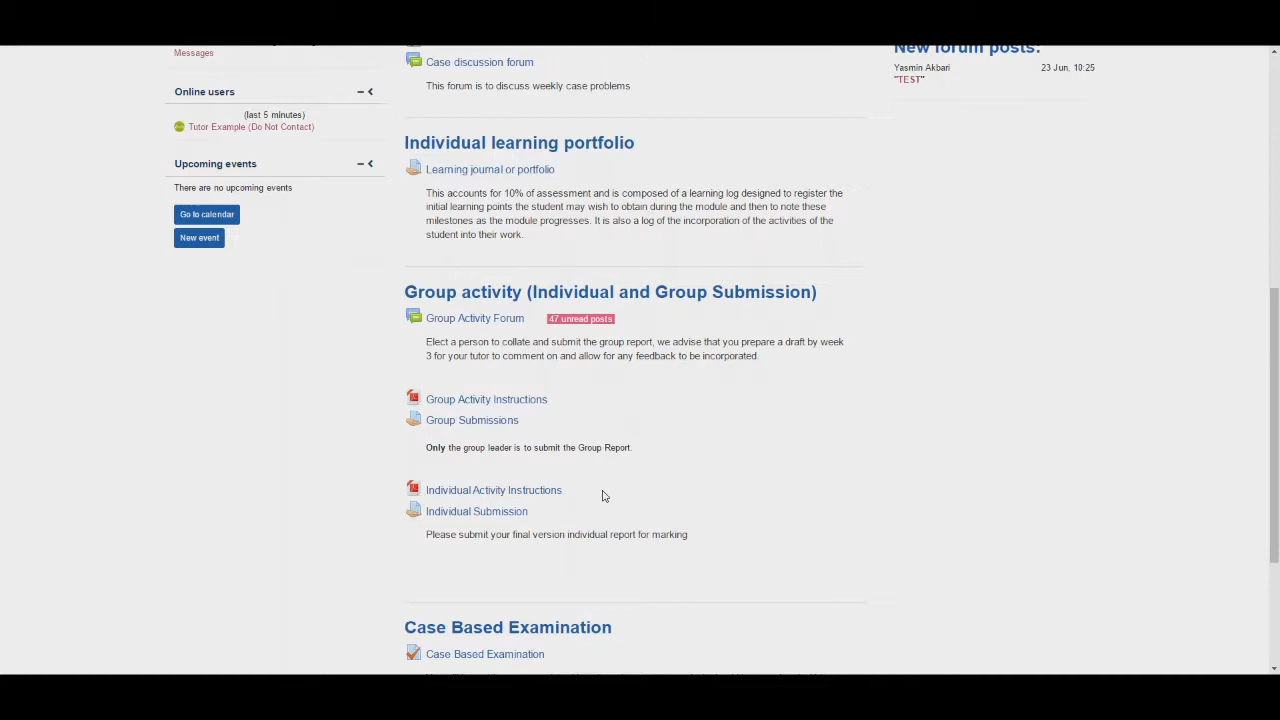 Messages
Online users
(last 5 minutes)
Tutor Example (Do Not Contact)
Upcoming events
There are no upcoming events
Go to calendar
New event
Case discussion forum
This forum is to discuss weekly case problems
Individual learning portfolio
Learning journal or portfolio
This accounts for 10% of assessment and is composed of a learning log designed to register the
initial learning points the student may wish to obtain during the module and then to note these
milestones as the module progresses. It is also a log of the incorporation of the activities of the
student into their work.
Group activity (Individual and Group Submission)
Group Activity Forum 47 unread posts
Elect a person to collate and submit the group report, we advise that you prepare a draft by week
3 for your tutor to comment on and allow for any feedback to be incorporated.
Group Activity Instructions
Group Submissions
Only the group leader is to submit the Group Report.
Individual Activity Instructions
Individual Submission
Please submit your final version individual report for marking
Case Based Examination
Case Based Examination
New forum posts:
Yasmin Akbari 23 Jun, 10:25
"TEST"